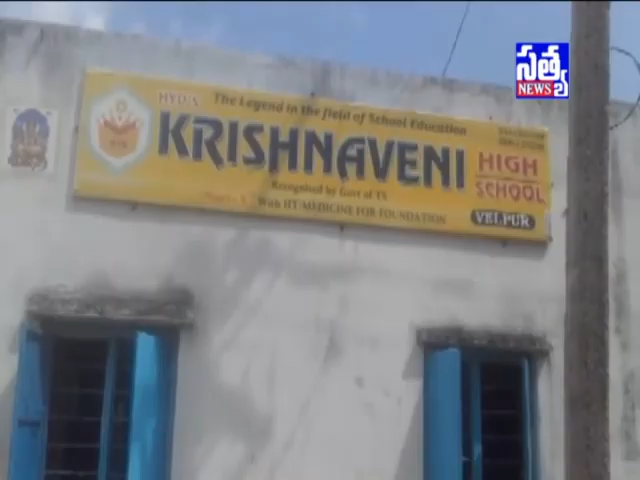 సత్య
NEWS
HYD's
The Legend in the field of School Education
KRISHNAVENI
HIGH
SCHOOL
Recognised by Govt of TS
With IIT-MEDICINE FOR FOUNDATION
VELPUR